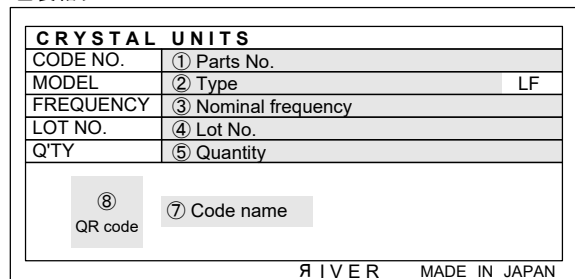 CRYSTAL UNITS
CODE NO. ① Parts No.
MODEL ② Type LF
FREQUENCY ③ Nominal frequency
LOT NO. ④ Lot No.
Q'TY ⑤ Quantity
⑧
QR code
⑦ Code name
ЯIVER MADE IN JAPAN